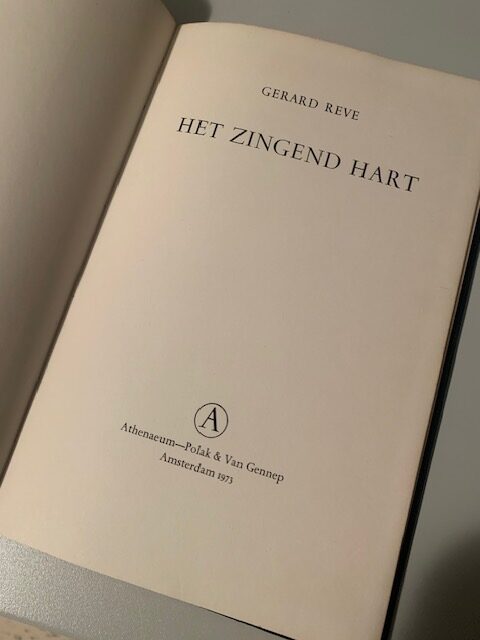 GERARD REVE
HET ZINGEND HART
A
Athenaeum—Polak & Van Gennep
Amsterdam 1973